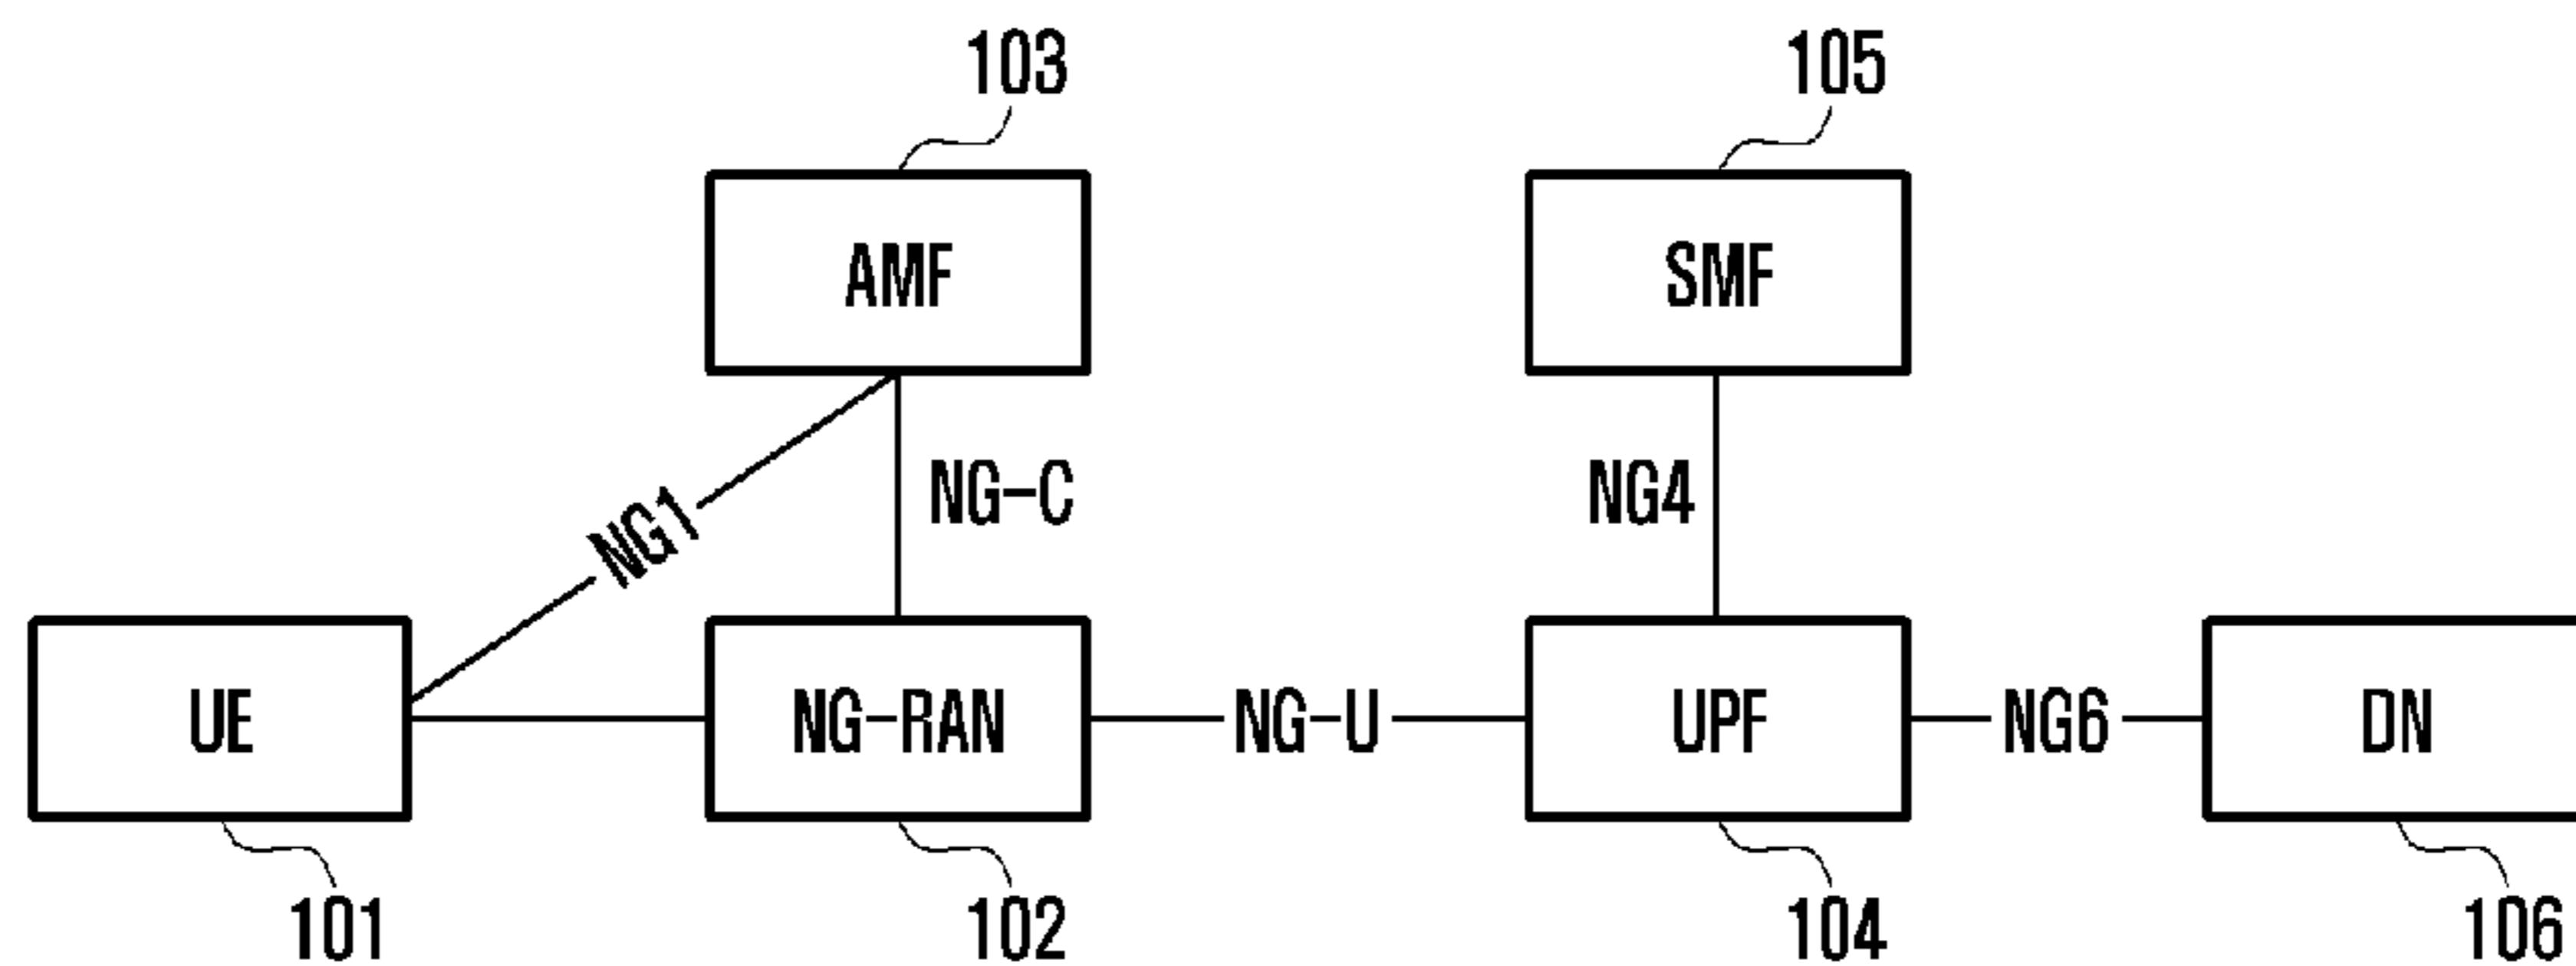 103
105
AMF
SMF
NG-C
NG4
NG1
UE
NG-RAN
NG-U
UPF
NG6
DN
101
102
104
106